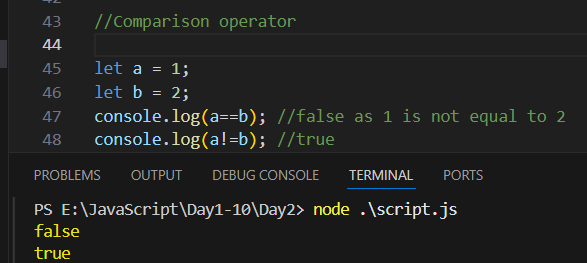 42
43 //Comparison operator
44
45 let a = 1;
46 let b = 2;
47 console.log(a==b); //false as 1 is not equal to 2
48 console.log(a!=b); //true
PROBLEMS OUTPUT DEBUG CONSOLE TERMINAL PORTS
PS E:\JavaScript\Day1-10\Day2> node .\script.js
false
true